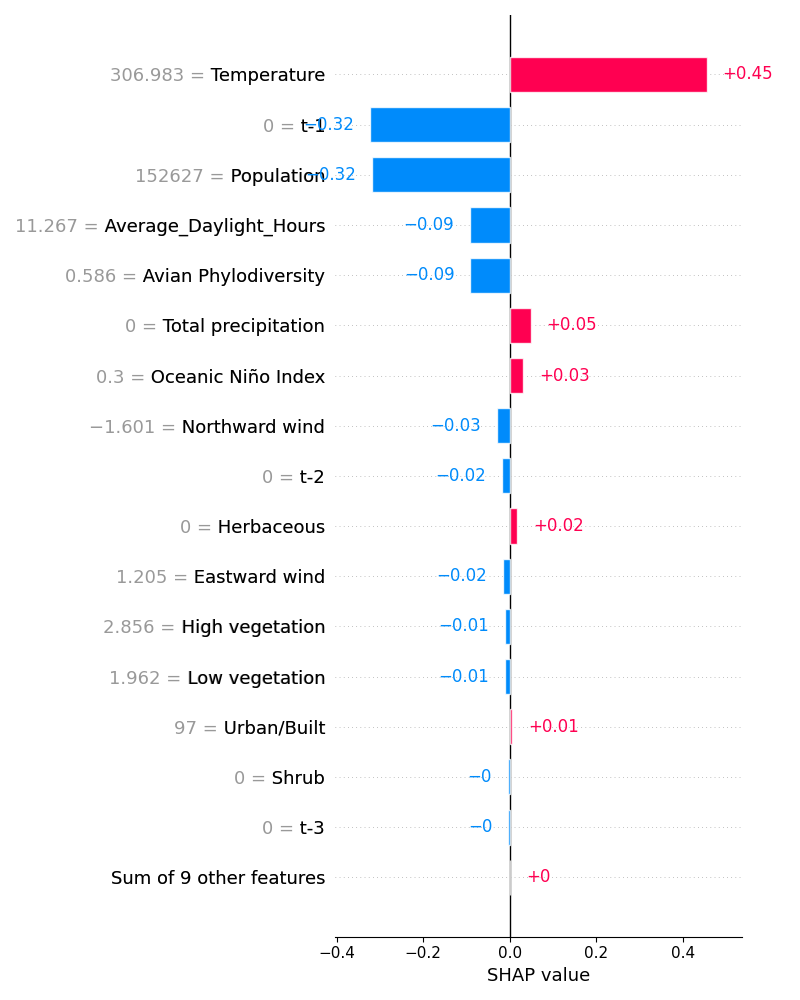 306.983 = Temperature +0.45
0 = t-1 −0.32
152627 = Population −0.32
11.267 = Average_Daylight_Hours −0.09
0.586 = Avian Phylodiversity −0.09
0 = Total precipitation +0.05
0.3 = Oceanic Niño Index +0.03
−1.601 = Northward wind −0.03
0 = t-2 −0.02
0 = Herbaceous +0.02
1.205 = Eastward wind −0.02
2.856 = High vegetation −0.01
1.962 = Low vegetation −0.01
97 = Urban/Built +0.01
0 = Shrub −0
0 = t-3 −0
Sum of 9 other features +0
−0.4 −0.2 0.0 0.2 0.4
SHAP value